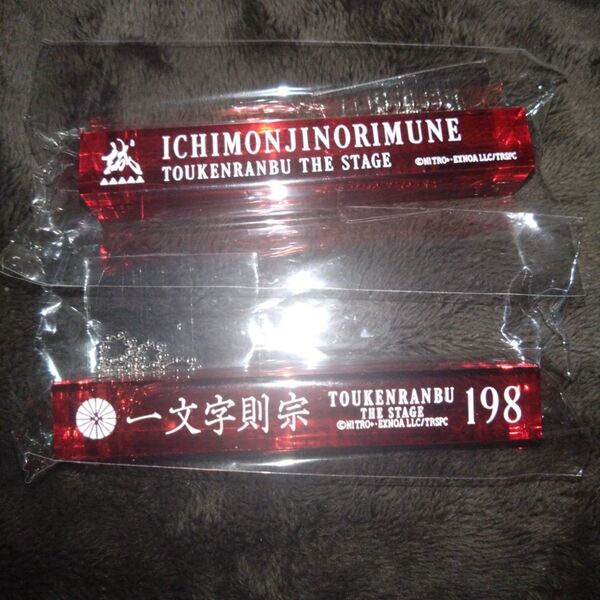 誠 ICHIMONJINORIMUNE
TOUKENRANBU THE STAGE ©NITRO+・EXNOA LLC/TRSPC
一文字則宗 TOUKENRANBU 198
THE STAGE
©NITRO+・EXNOA LLC/TRSPC